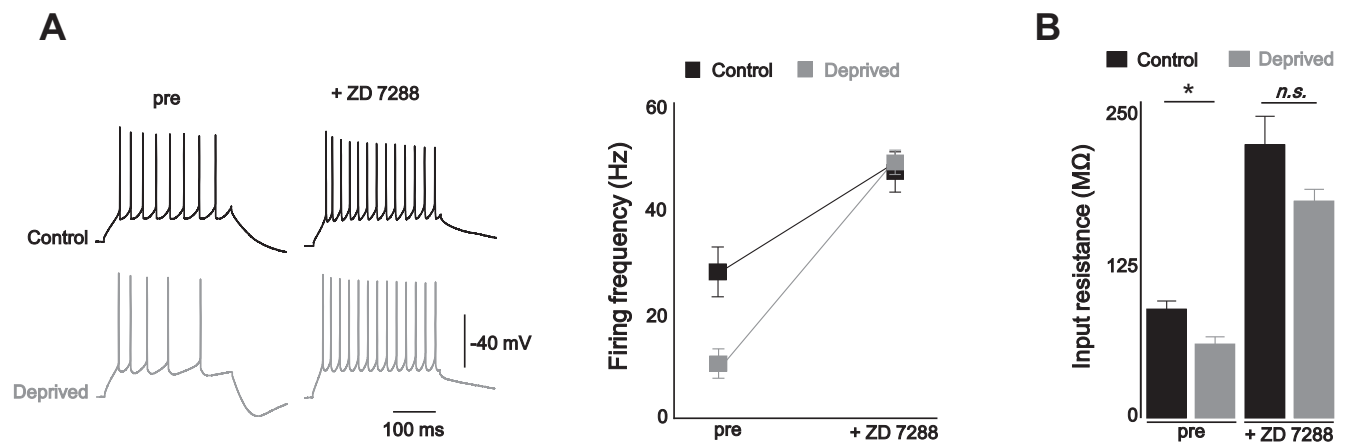 A
pre
+ ZD 7288
Control
Deprived
-40 mV
100 ms
Control
Deprived
Firing frequency (Hz)
60
40
20
0
pre
+ ZD 7288
B
Control
Deprived
*
n.s.
Input resistance (MΩ)
250
125
0
pre
+ ZD 7288